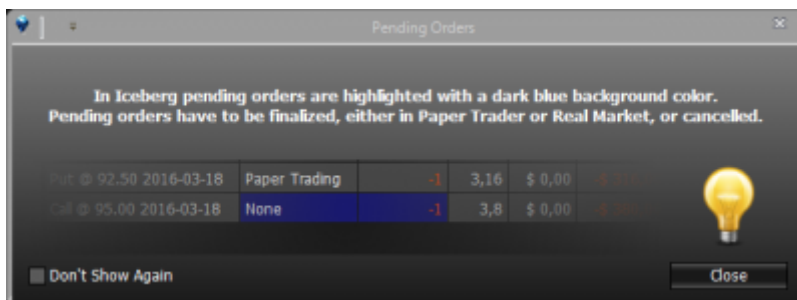 Pending Orders
In Iceberg pending orders are highlighted with a dark blue background color.
Pending orders have to be finalized, either in Paper Trader or Real Market, or cancelled.
Put @ 92.50 2016-03-18 Paper Trading -1 3,16 $ 0,00
Call @ 95.00 2016-03-18 None -1 3,8 $ 0,00
Don't Show Again
Close